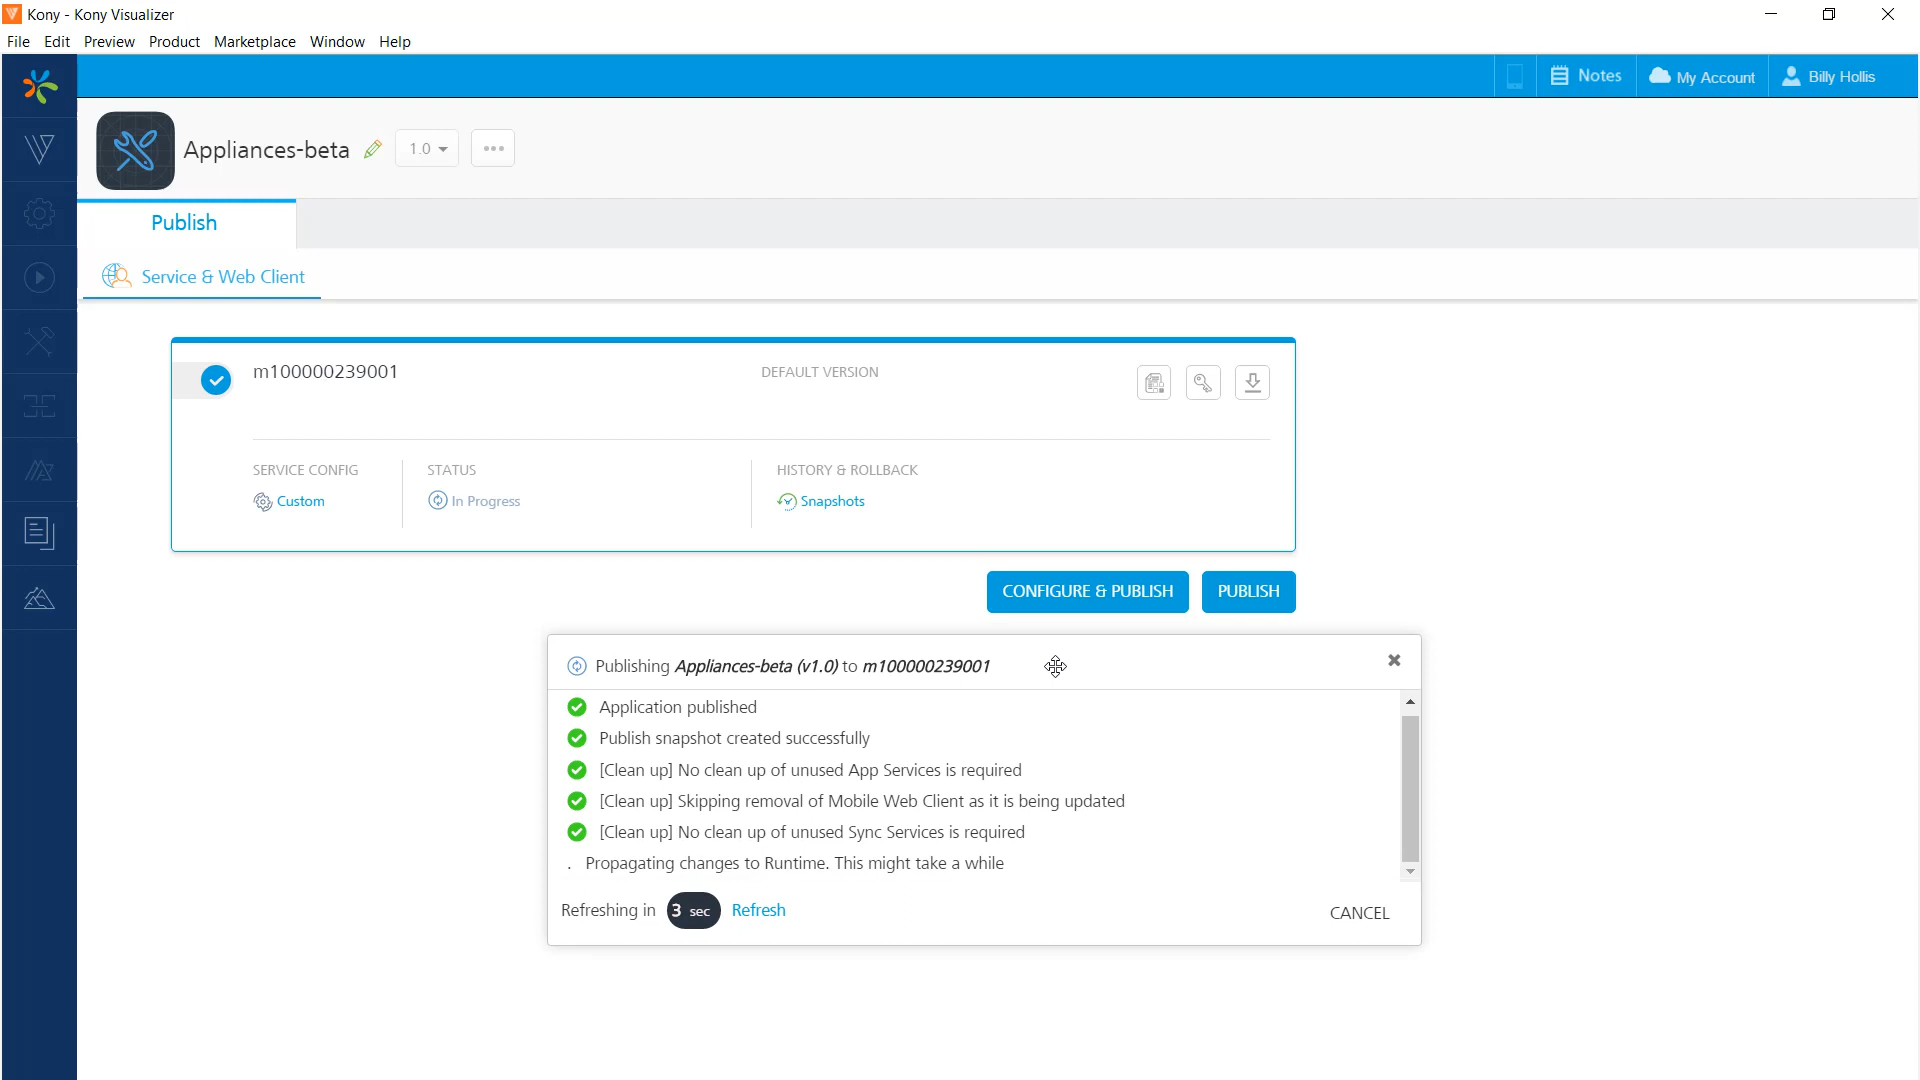 Kony - Kony Visualizer
File Edit Preview Product Marketplace Window Help
Notes My Account Billy Hollis
Appliances-beta 1.0
Publish
Service & Web Client
m100000239001 DEFAULT VERSION
SERVICE CONFIG STATUS HISTORY & ROLLBACK
Custom In Progress Snapshots
CONFIGURE & PUBLISH PUBLISH
Publishing Appliances-beta (v1.0) to m100000239001
Application published
Publish snapshot created successfully
[Clean up] No clean up of unused App Services is required
[Clean up] Skipping removal of Mobile Web Client as it is being updated
[Clean up] No clean up of unused Sync Services is required
. Propagating changes to Runtime. This might take a while
Refreshing in 3 sec Refresh CANCEL